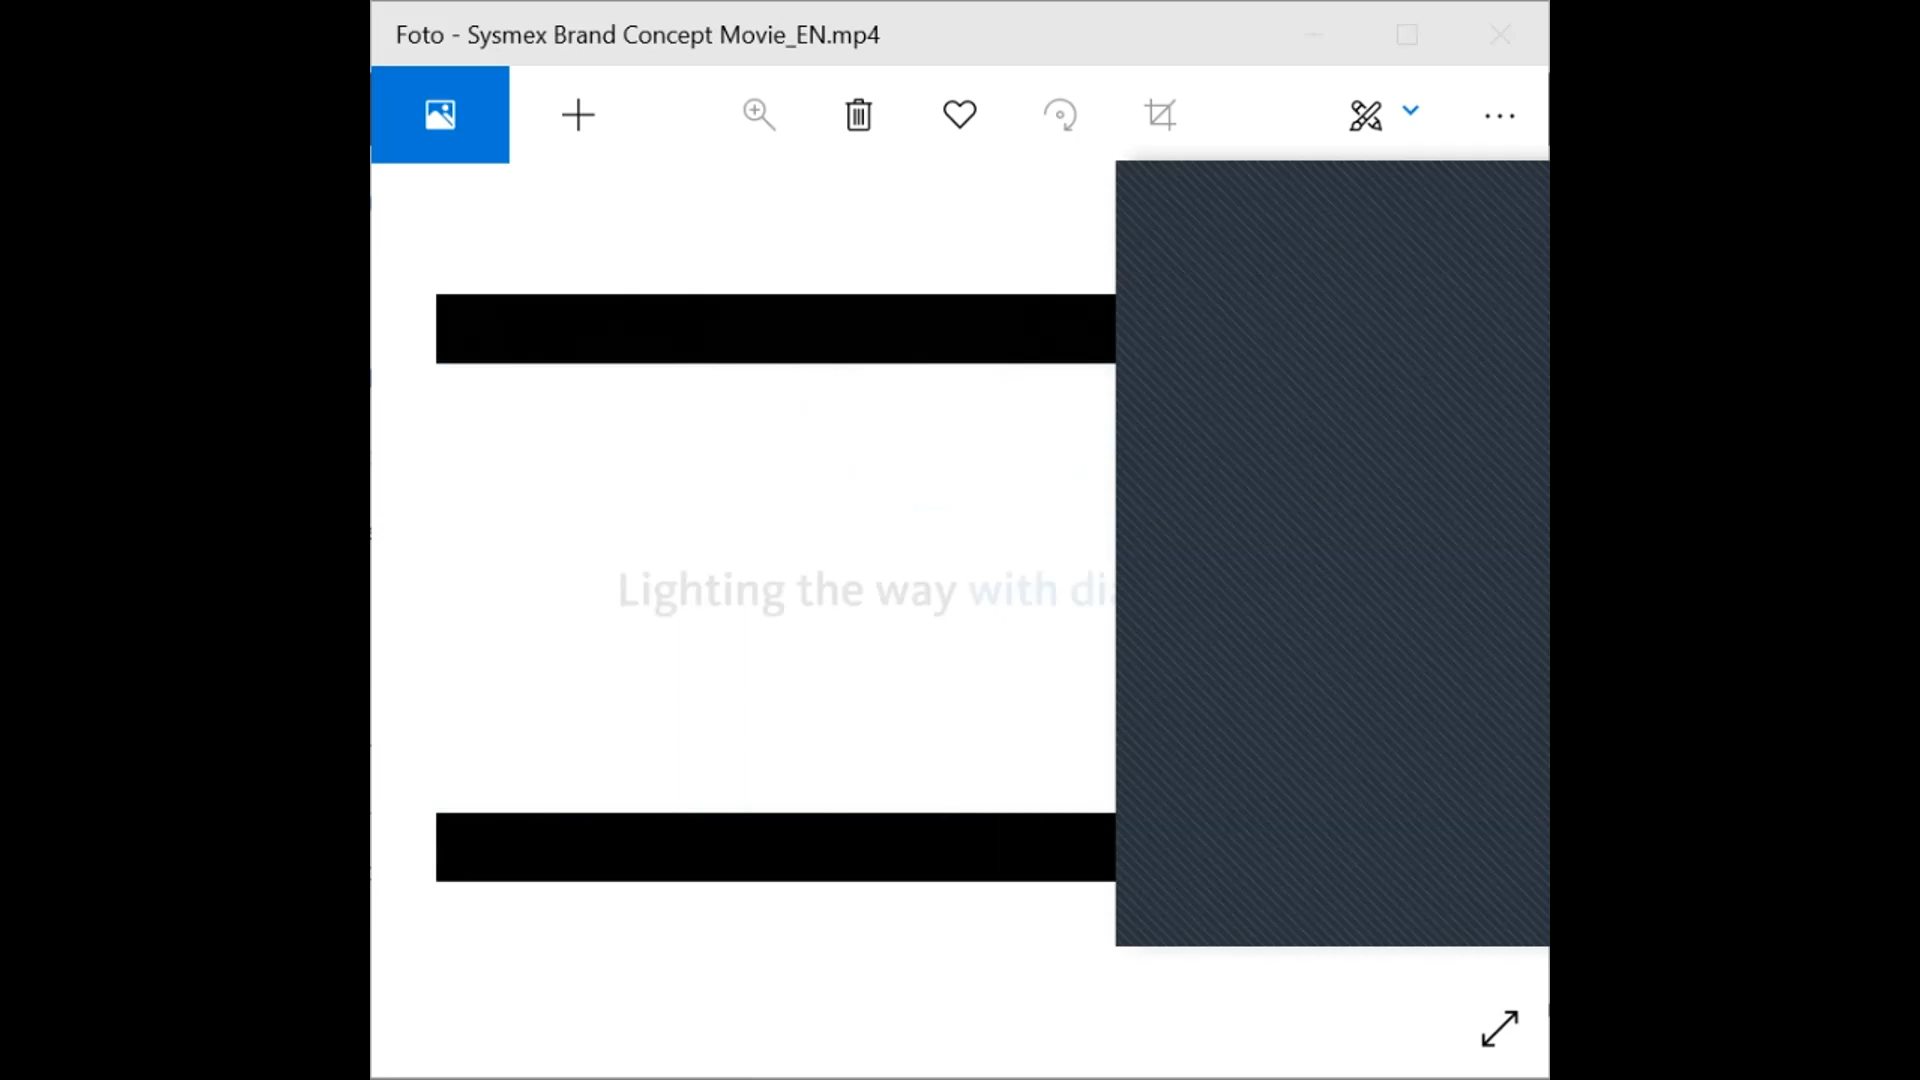 Foto - Sysmex Brand Concept Movie_EN.mp4
Lighting the way with